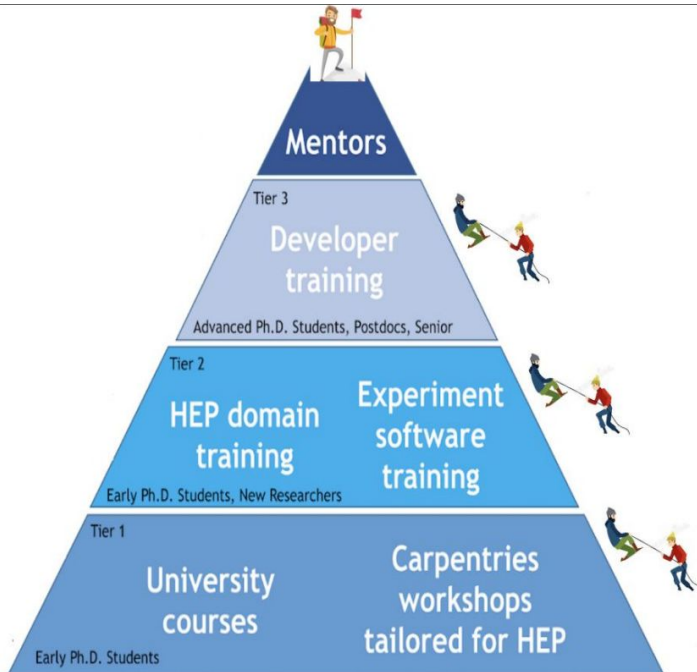 Mentors
Tier 3
Developer
training
Advanced Ph.D. Students, Postdocs, Senior
Tier 2
HEP domain
training
Experiment
software
training
Early Ph.D. Students, New Researchers
Tier 1
University
courses
Carpentries
workshops
tailored for HEP
Early Ph.D. Students